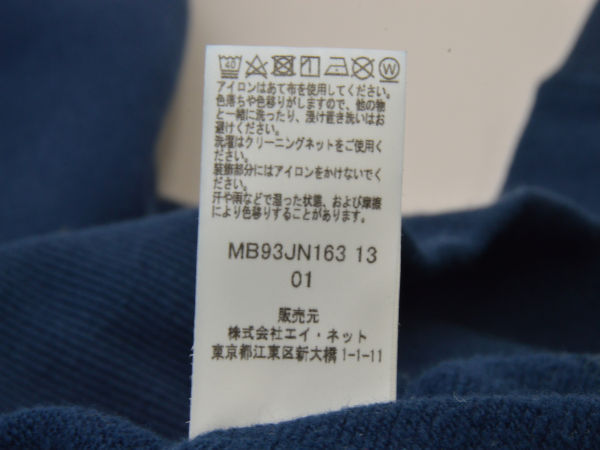 40 1 W
アイロンはあて布を使用してください。
色落ちや色移りがしますので、他の物
と一緒に洗ったり、浸け置き洗いはお
避けください。
洗濯はクリーニングネットをご使用く
ださい。
装飾部分にはアイロンをかけないでく
ださい。
汗や雨などで湿った状態、および摩擦
により色移りすることがあります。
MB93JN163 13
01
販売元
株式会社エイ・ネット
東京都江東区新大橋1-1-11